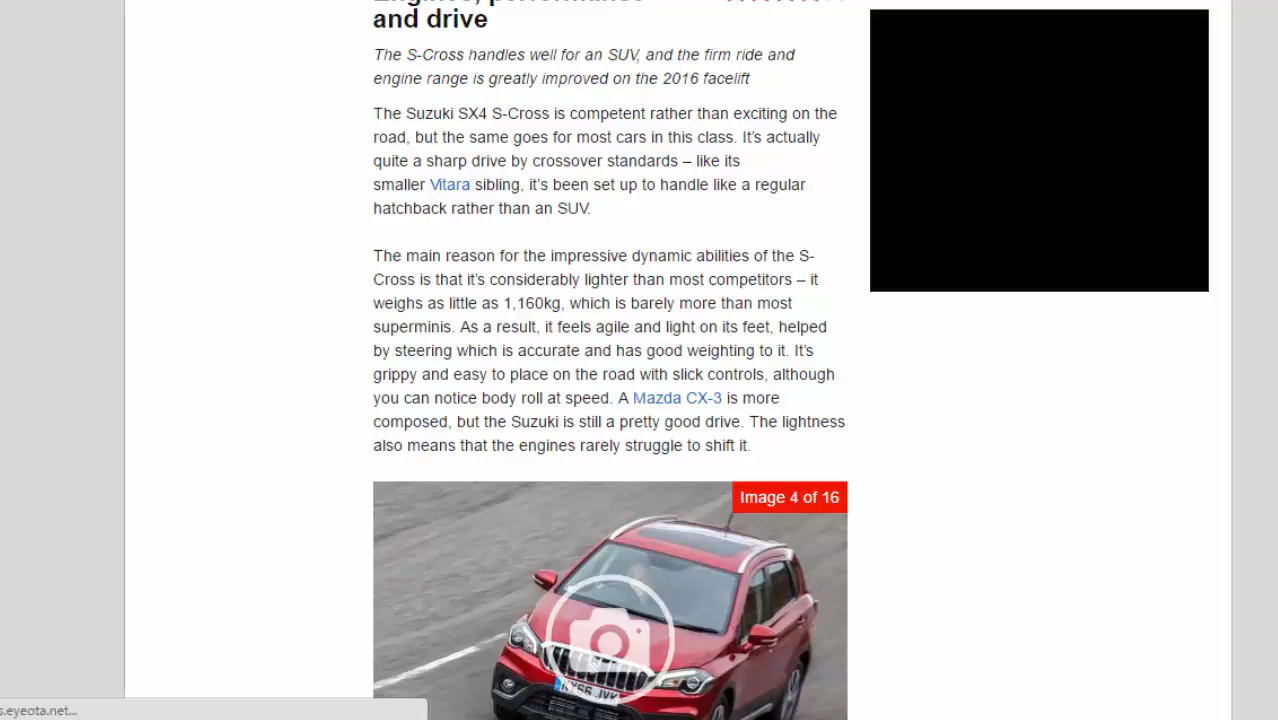 Engines, performance
and drive
The S-Cross handles well for an SUV, and the firm ride and
engine range is greatly improved on the 2016 facelift
The Suzuki SX4 S-Cross is competent rather than exciting on the
road, but the same goes for most cars in this class. It’s actually
quite a sharp drive by crossover standards – like its
smaller Vitara sibling, it’s been set up to handle like a regular
hatchback rather than an SUV.
The main reason for the impressive dynamic abilities of the S-
Cross is that it’s considerably lighter than most competitors – it
weighs as little as 1,160kg, which is barely more than most
superminis. As a result, it feels agile and light on its feet, helped
by steering which is accurate and has good weighting to it. It’s
grippy and easy to place on the road with slick controls, although
you can notice body roll at speed. A Mazda CX-3 is more
composed, but the Suzuki is still a pretty good drive. The lightness
also means that the engines rarely struggle to shift it.
Image 4 of 16
s.eyeota.net...